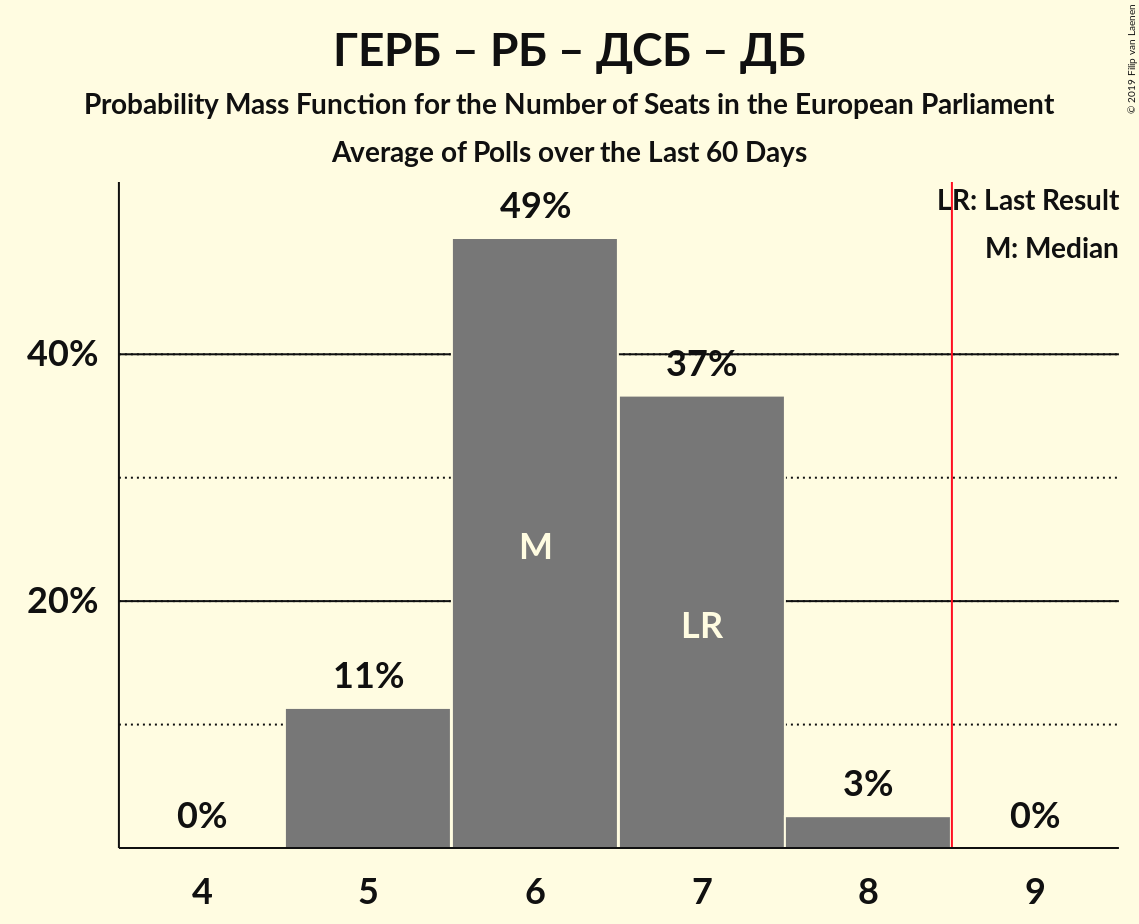 ГЕРБ – РБ – ДСБ – ДБ
Probability Mass Function for the Number of Seats in the European Parliament
Average of Polls over the Last 60 Days
© 2019 Filip van Laenen
LR: Last Result
M: Median
49%
40%
37%
M
20%
LR
11%
3%
0%
0%
4 5 6 7 8 9